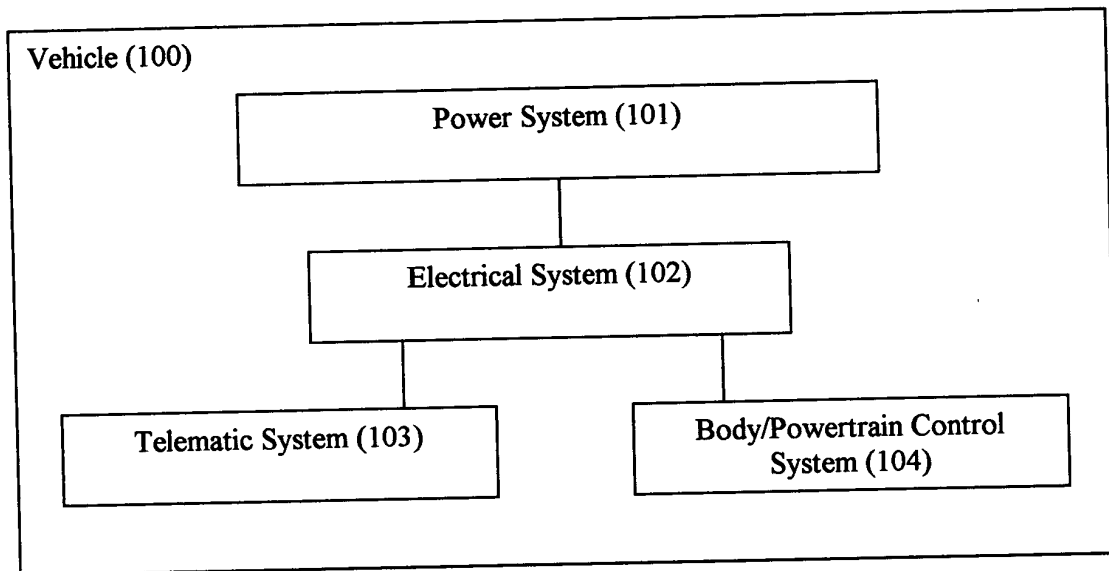 Vehicle (100)
Power System (101)
Electrical System (102)
Telematic System (103)
Body/Powertrain Control
System (104)